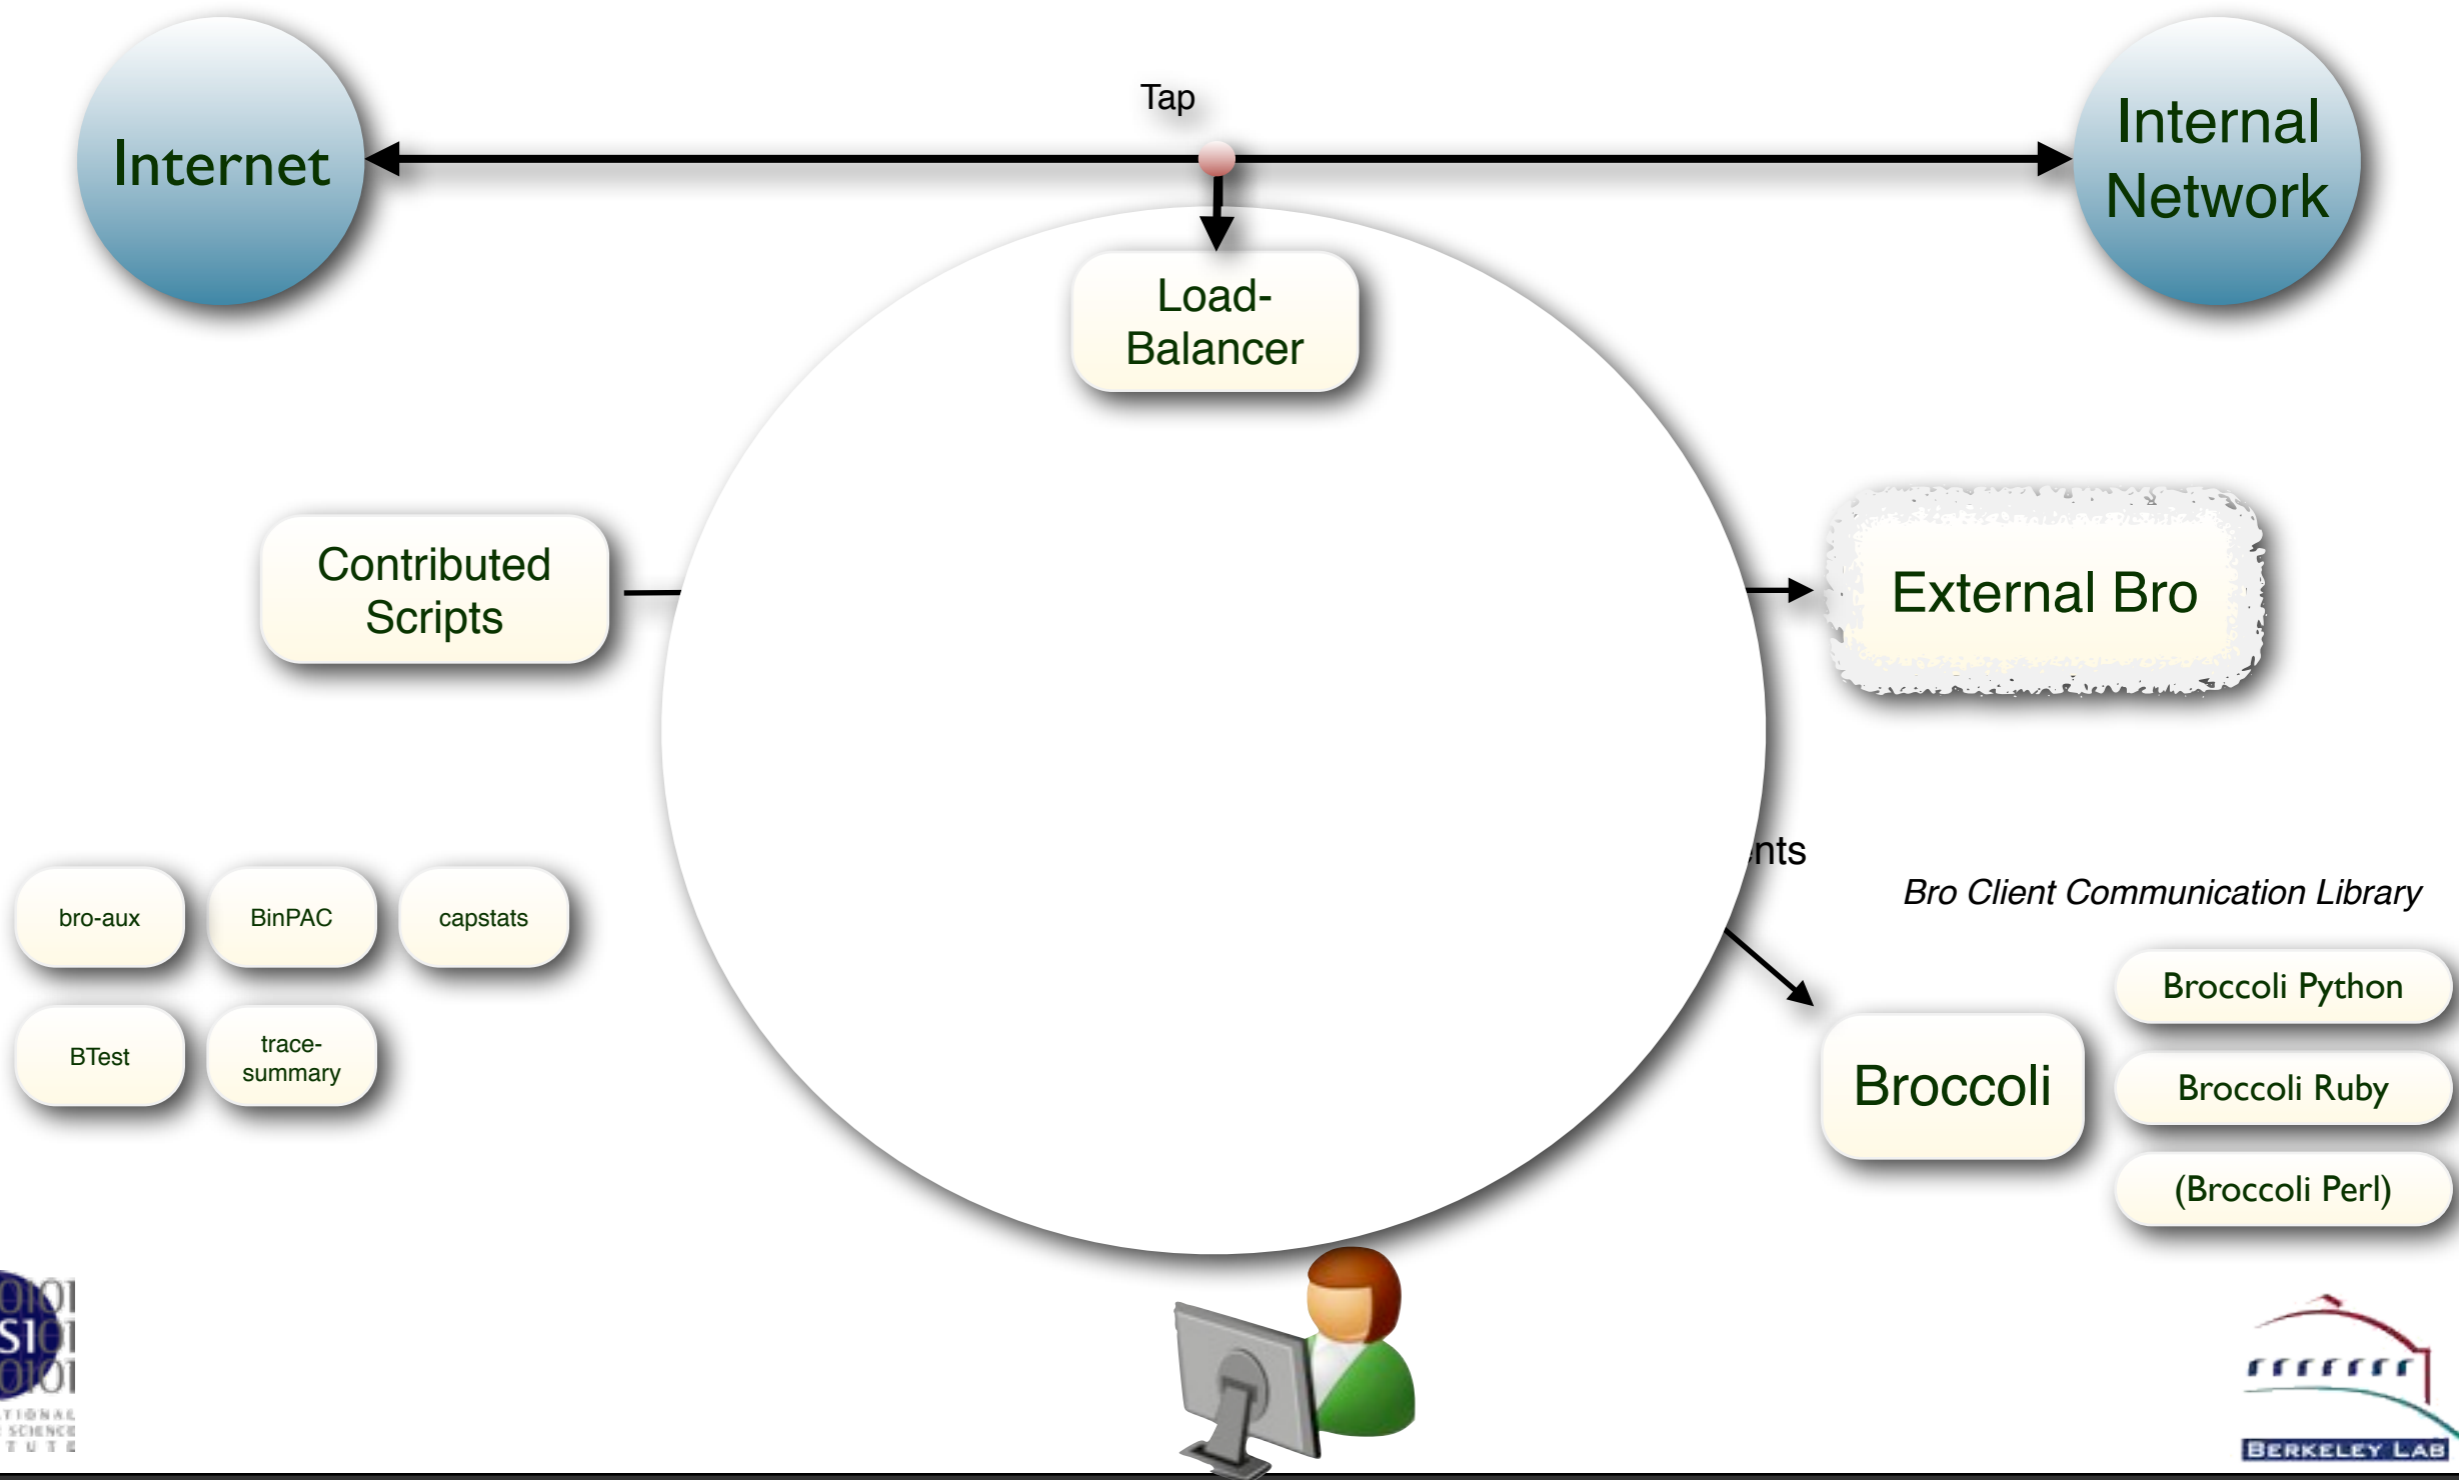 Tap
Internet
Internal
Network
Load-
Balancer
Contributed
Scripts
External Bro
nts
Bro Client Communication Library
bro-aux
BinPAC
capstats
Broccoli Python
BTest
trace-
summary
Broccoli
Broccoli Ruby
(Broccoli Perl)
BERKELEY LAB